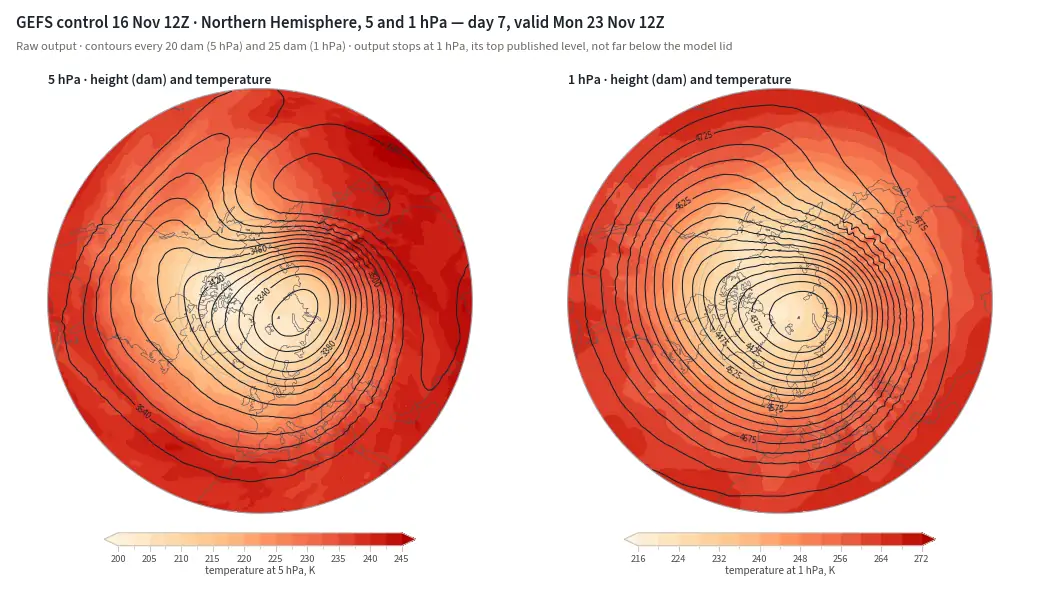 GEFS control 16 Nov 12Z · Northern Hemisphere, 5 and 1 hPa — day 7, valid Mon 23 Nov 12Z
Raw output · contours every 20 dam (5 hPa) and 25 dam (1 hPa) · output stops at 1 hPa, its top published level, not far below the model lid
5 hPa · height (dam) and temperature
1 hPa · height (dam) and temperature
3340
4725
4625
4675
200 205 210 215 220 225 230 235 240 245
temperature at 5 hPa, K
216 224 232 240 248 256 264 272
temperature at 1 hPa, K